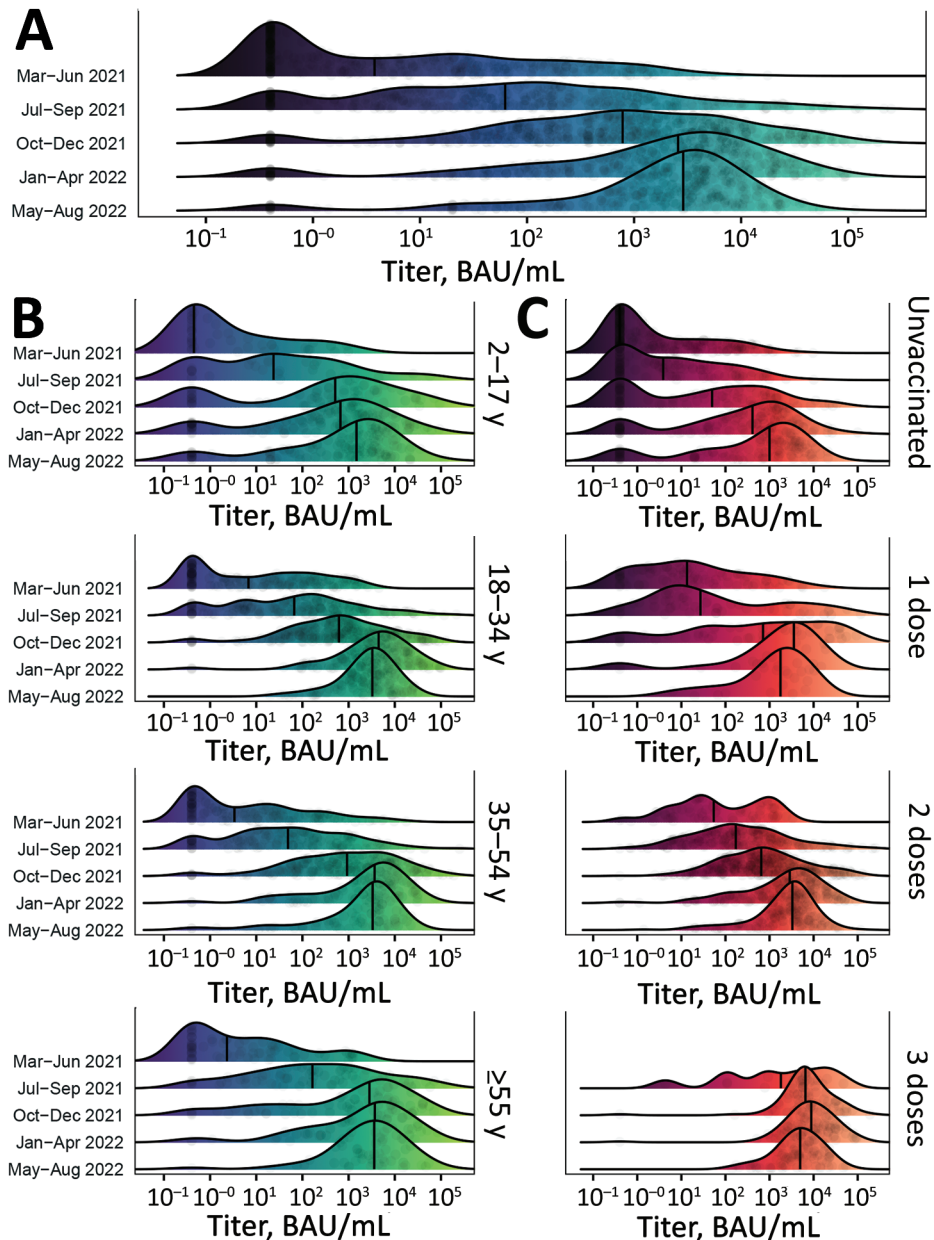 A
Mar–Jun 2021
Jul–Sep 2021
Oct–Dec 2021
Jan–Apr 2022
May–Aug 2022
10⁻¹ 10⁻⁰ 10¹ 10² 10³ 10⁴ 10⁵
Titer, BAU/mL
B
Mar–Jun 2021
Jul–Sep 2021
Oct–Dec 2021
Jan–Apr 2022
May–Aug 2022
10⁻¹ 10⁻⁰ 10¹ 10² 10³ 10⁴ 10⁵
Titer, BAU/mL
2–17 y
Mar–Jun 2021
Jul–Sep 2021
Oct–Dec 2021
Jan–Apr 2022
May–Aug 2022
10⁻¹ 10⁻⁰ 10¹ 10² 10³ 10⁴ 10⁵
Titer, BAU/mL
18–34 y
Mar–Jun 2021
Jul–Sep 2021
Oct–Dec 2021
Jan–Apr 2022
May–Aug 2022
10⁻¹ 10⁻⁰ 10¹ 10² 10³ 10⁴ 10⁵
Titer, BAU/mL
35–54 y
Mar–Jun 2021
Jul–Sep 2021
Oct–Dec 2021
Jan–Apr 2022
May–Aug 2022
10⁻¹ 10⁻⁰ 10¹ 10² 10³ 10⁴ 10⁵
Titer, BAU/mL
≥55 y
C
10⁻¹ 10⁻⁰ 10¹ 10² 10³ 10⁴ 10⁵
Titer, BAU/mL
Unvaccinated
10⁻¹ 10⁻⁰ 10¹ 10² 10³ 10⁴ 10⁵
Titer, BAU/mL
1 dose
10⁻¹ 10⁻⁰ 10¹ 10² 10³ 10⁴ 10⁵
Titer, BAU/mL
2 doses
10⁻¹ 10⁻⁰ 10¹ 10² 10³ 10⁴ 10⁵
Titer, BAU/mL
3 doses